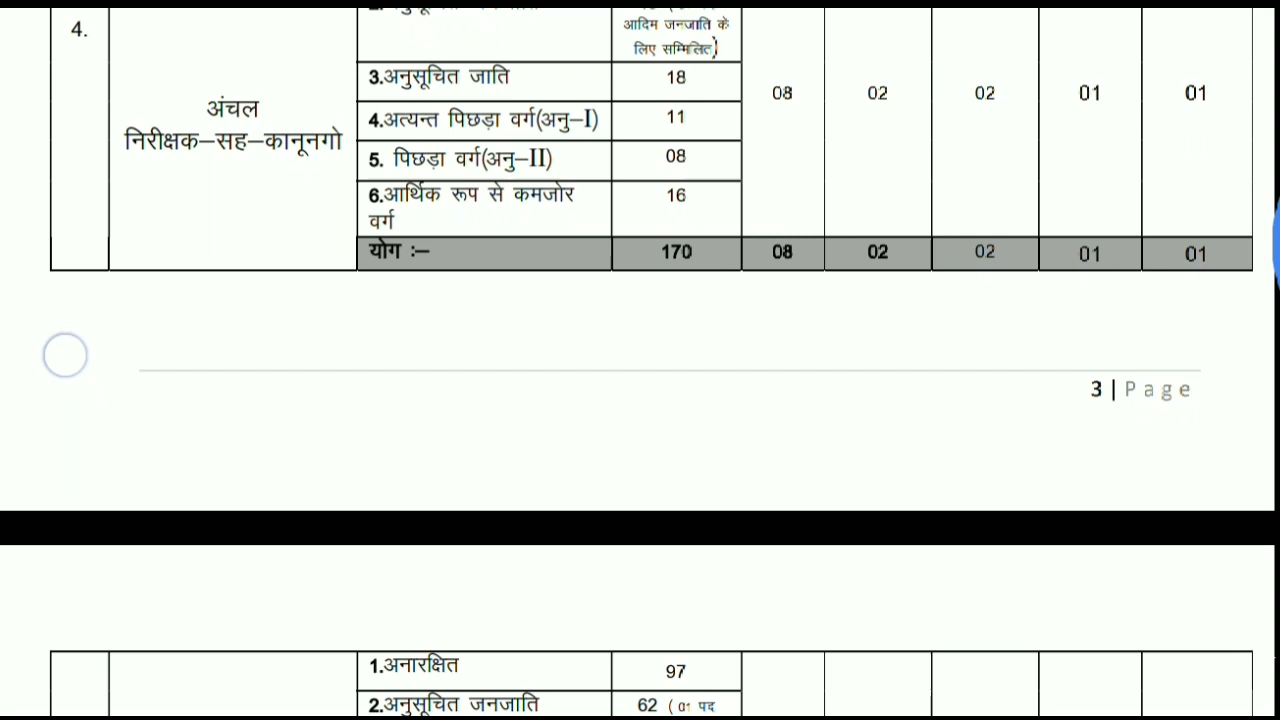 आदिम जनजाति के
लिए सम्मिलित)
4.
अंचल
निरीक्षक–सह–कानूनगो
3.अनुसूचित जाति 18
4.अत्यन्त पिछड़ा वर्ग(अनु–I) 11
5. पिछड़ा वर्ग(अनु–II) 08
6.आर्थिक रूप से कमजोर 16
वर्ग
08 02 02 01 01
योग :– 170 08 02 02 01 01
3 | Page
1.अनारक्षित 97
2.अनुसूचित जनजाति 62 ( 01 पद